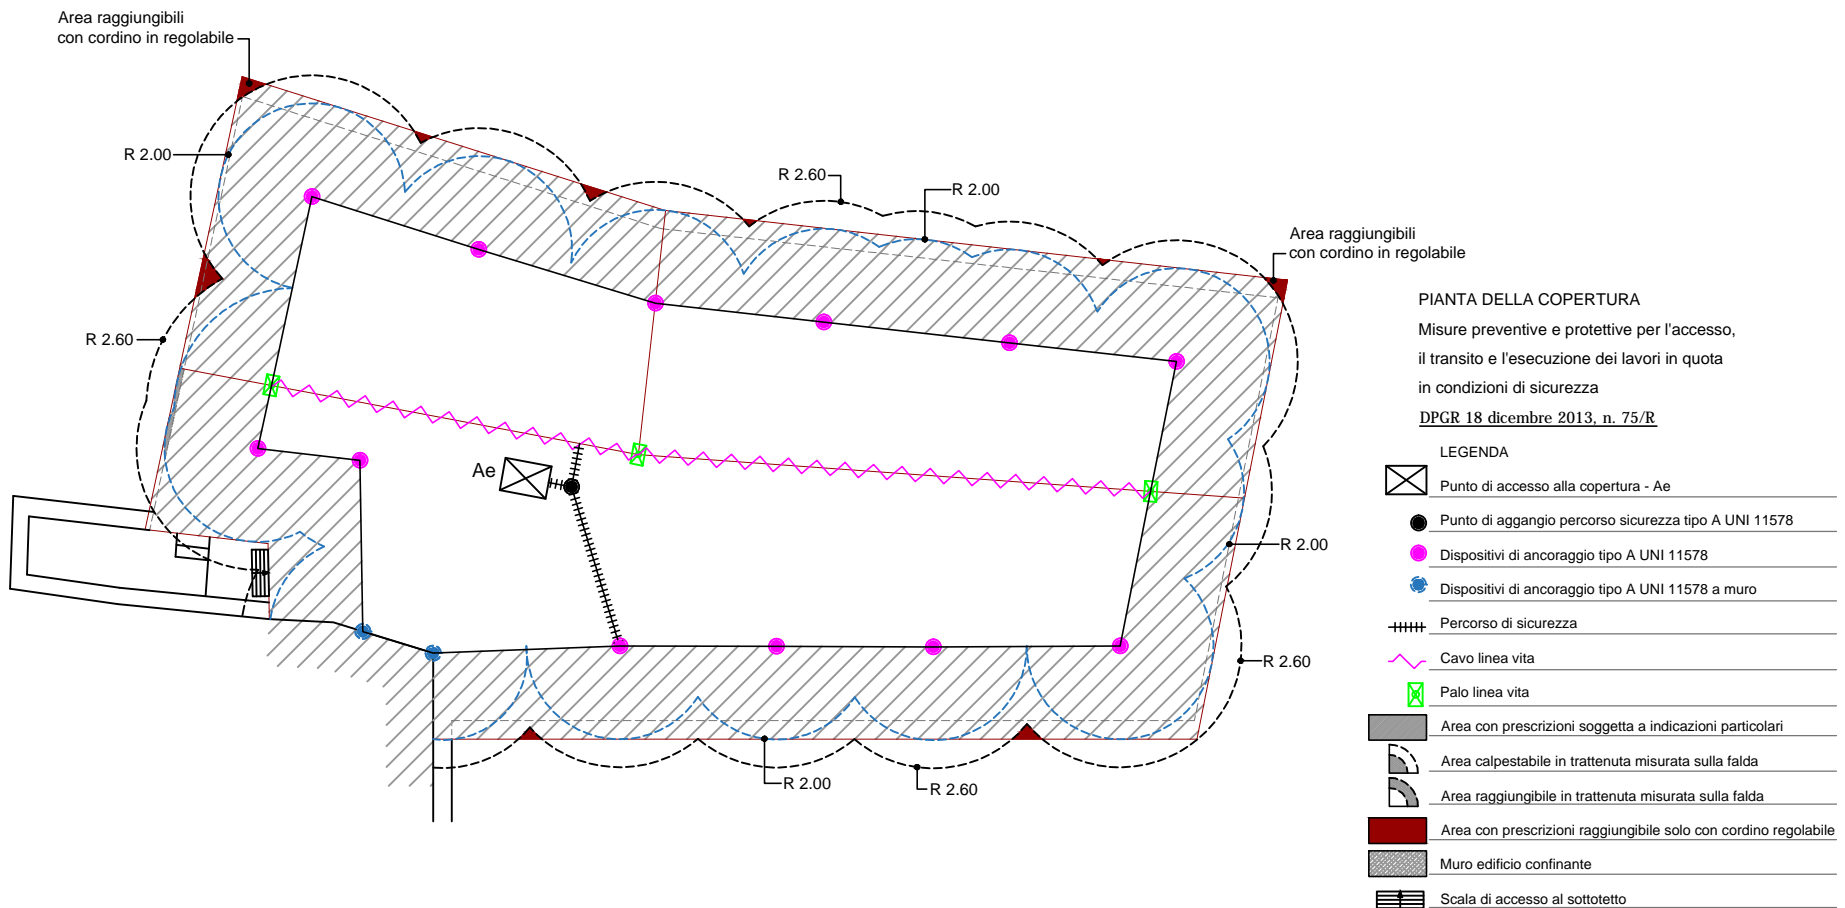 Area raggiungibili
con cordino in regolabile
R 2.00
R 2.60
R 2.60
R 2.00
Area raggiungibili
con cordino in regolabile
Ae
R 2.00
R 2.60
R 2.00
R 2.60
PIANTA DELLA COPERTURA
Misure preventive e protettive per l'accesso,
il transito e l'esecuzione dei lavori in quota
in condizioni di sicurezza
DPGR 18 dicembre 2013, n. 75/R
LEGENDA
Punto di accesso alla copertura - Ae
Punto di aggangio percorso sicurezza tipo A UNI 11578
Dispositivi di ancoraggio tipo A UNI 11578
Dispositivi di ancoraggio tipo A UNI 11578 a muro
Percorso di sicurezza
Cavo linea vita
Palo linea vita
Area con prescrizioni soggetta a indicazioni particolari
Area calpestabile in trattenuta misurata sulla falda
Area raggiungibile in trattenuta misurata sulla falda
Area con prescrizioni raggiungibile solo con cordino regolabile
Muro edificio confinante
Scala di accesso al sottotetto